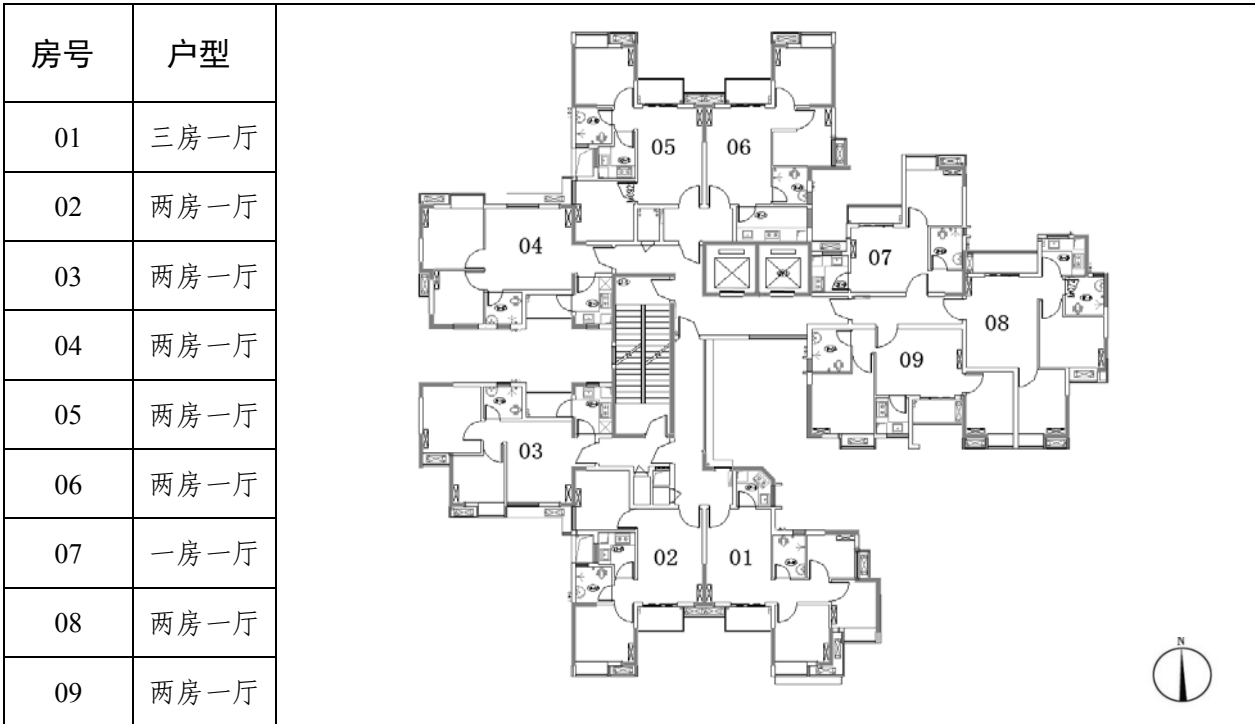 房号 户型
01 三房一厅
02 两房一厅
03 两房一厅
04 两房一厅
05 两房一厅
06 两房一厅
07 一房一厅
08 两房一厅
09 两房一厅
05 06
04
07
08
09
03
02 01
N